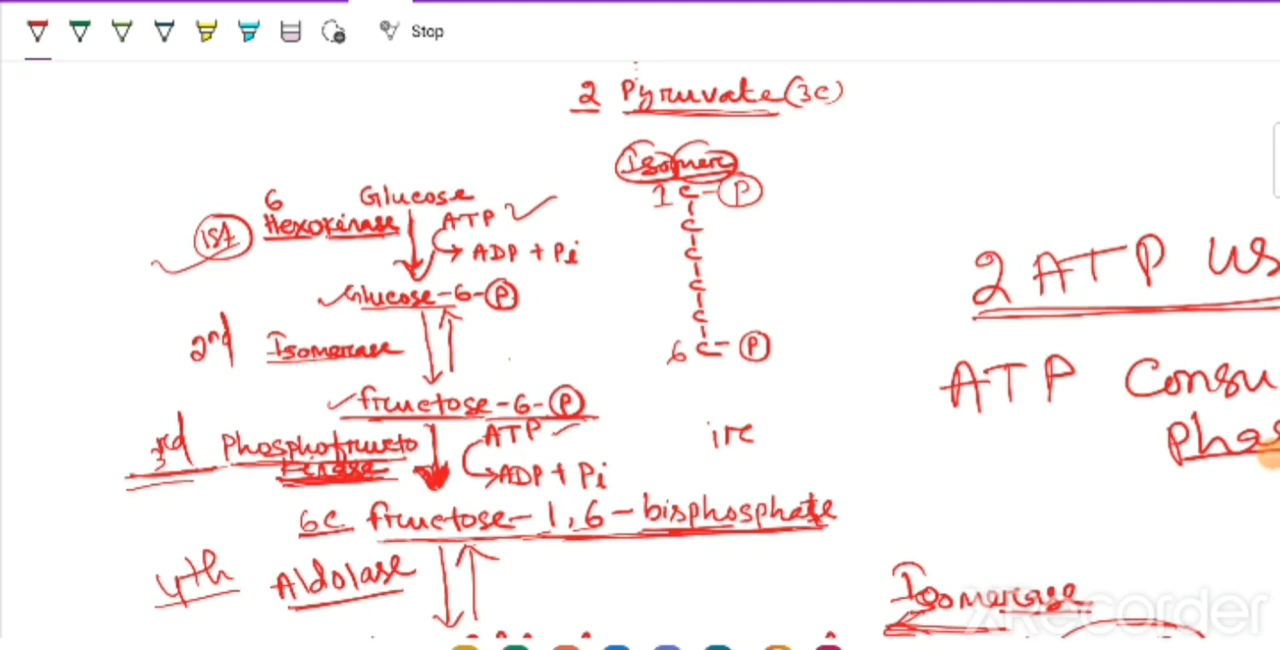 Stop
2 Pyruvate (3C)
Isomer
1 C - P
C
C
C
C
6 C - P
6 Glucose
1st Hexokinase ATP
ADP + Pi
Glucose-6-P
2nd Isomerase
fructose-6-P
3rd Phosphofructo ATP
kinase ADP + Pi
6C fructose-1,6-bisphosphate
4th Aldolase
2 ATP Us
ATP Consu
Phas
Isomerase
XRecorder